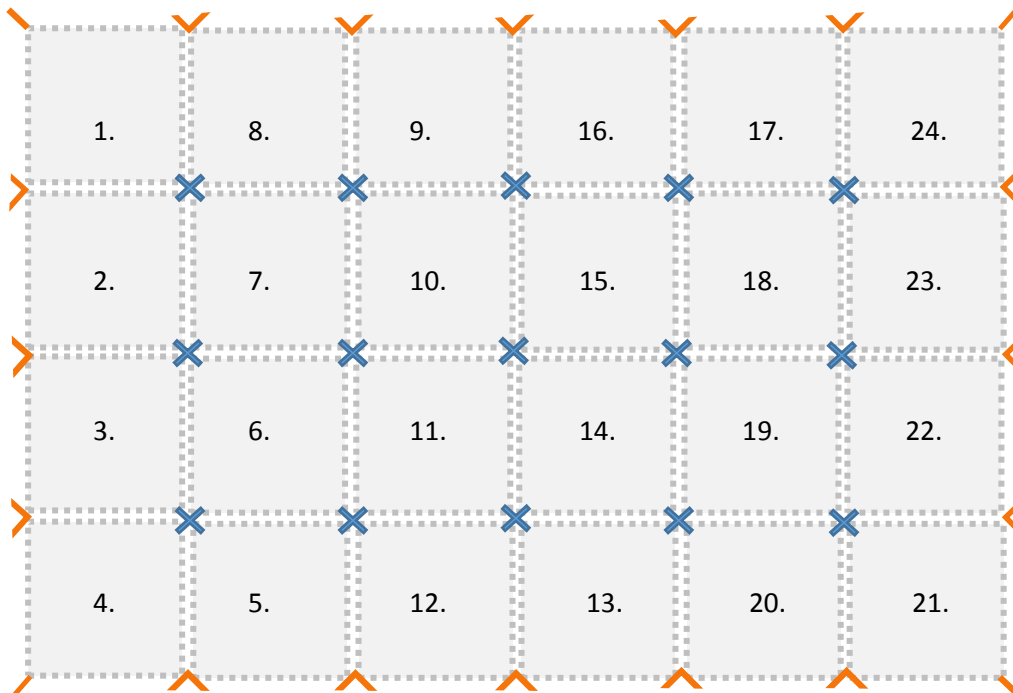 1. 8. 9. 16. 17. 24.
2. 7. 10. 15. 18. 23.
3. 6. 11. 14. 19. 22.
4. 5. 12. 13. 20. 21.